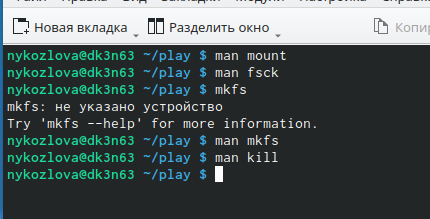 Новая вкладка
Разделить окно
nykozlova@dk3n63 ~/play $ man mount
nykozlova@dk3n63 ~/play $ man fsck
nykozlova@dk3n63 ~/play $ mkfs
mkfs: не указано устройство
Try 'mkfs --help' for more information.
nykozlova@dk3n63 ~/play $ man mkfs
nykozlova@dk3n63 ~/play $ man kill
nykozlova@dk3n63 ~/play $